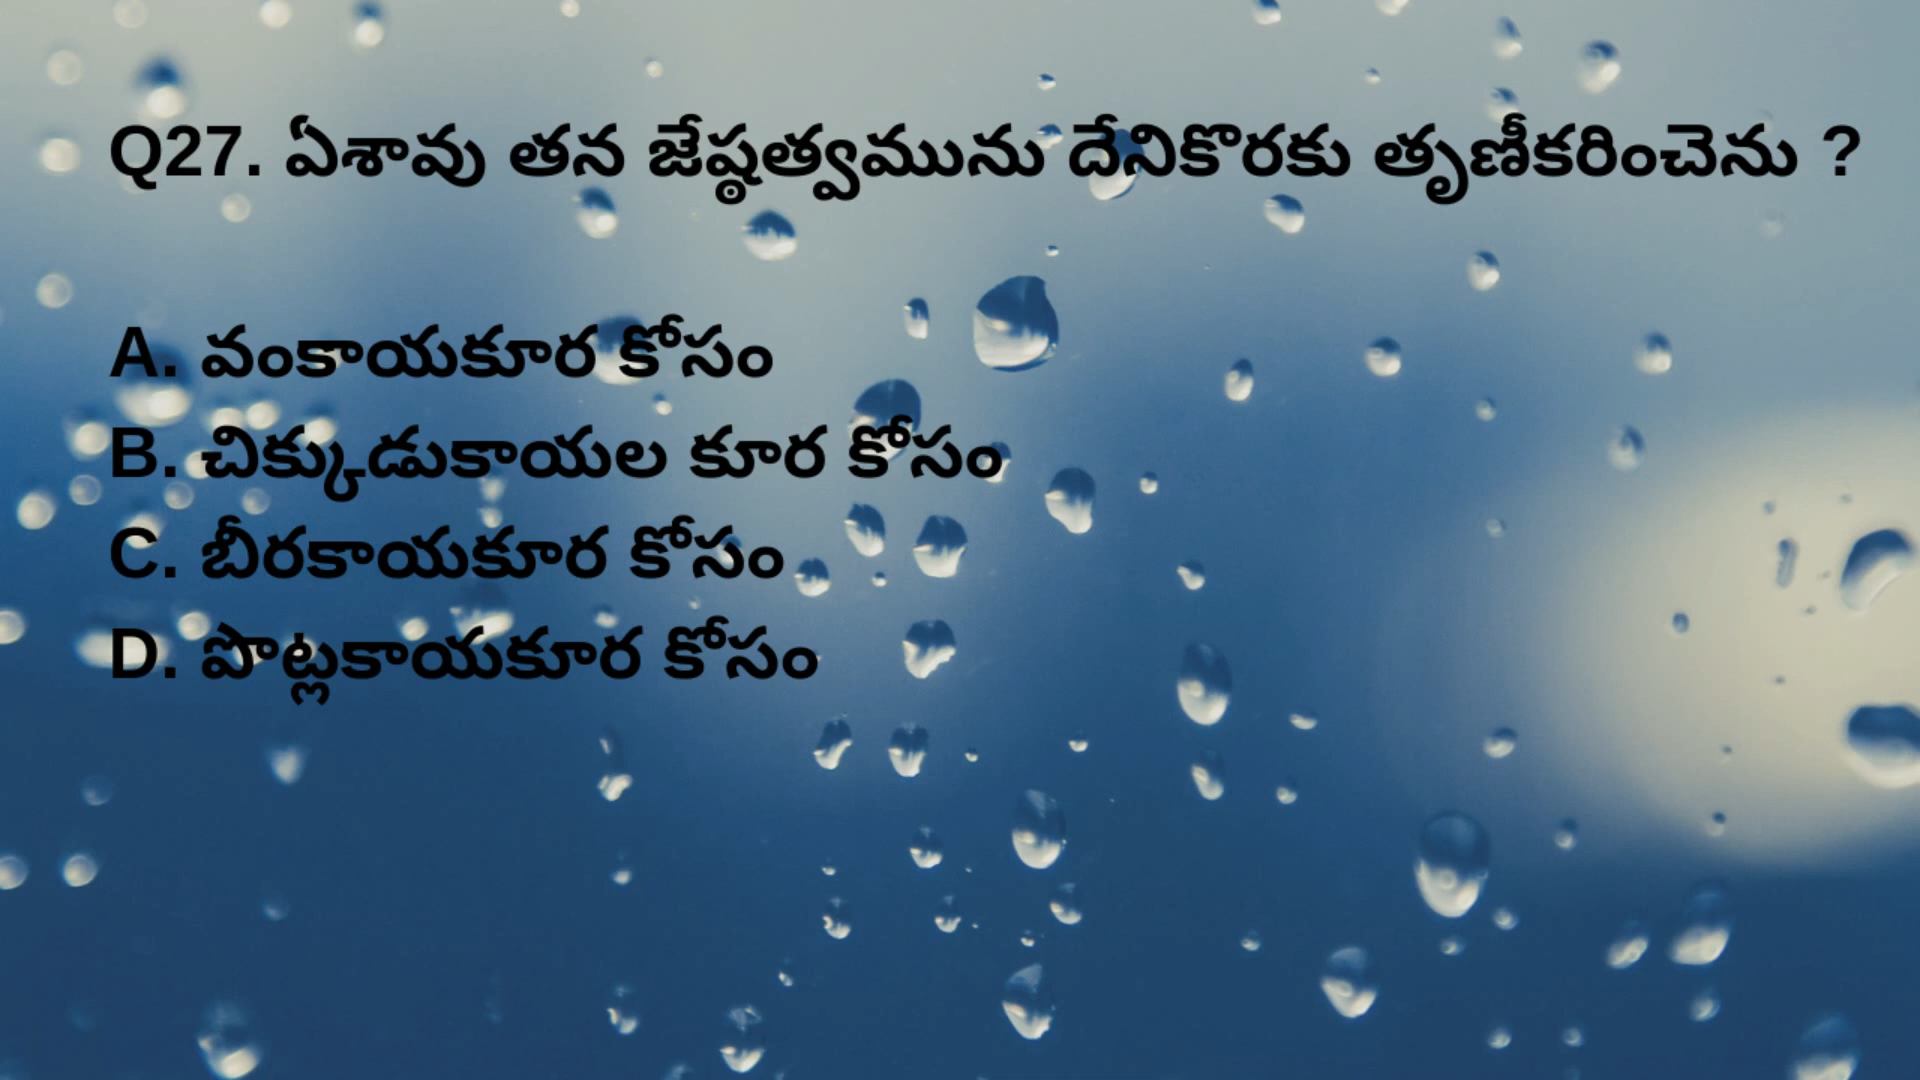 Q27. ఏశావు తన జేష్ఠత్వమును దేనికొరకు తృణీకరించెను ?
A. వంకాయకూర కోసం
B. చిక్కుడుకాయల కూర కోసం
C. బీరకాయకూర కోసం
D. పొట్లకాయకూర కోసం